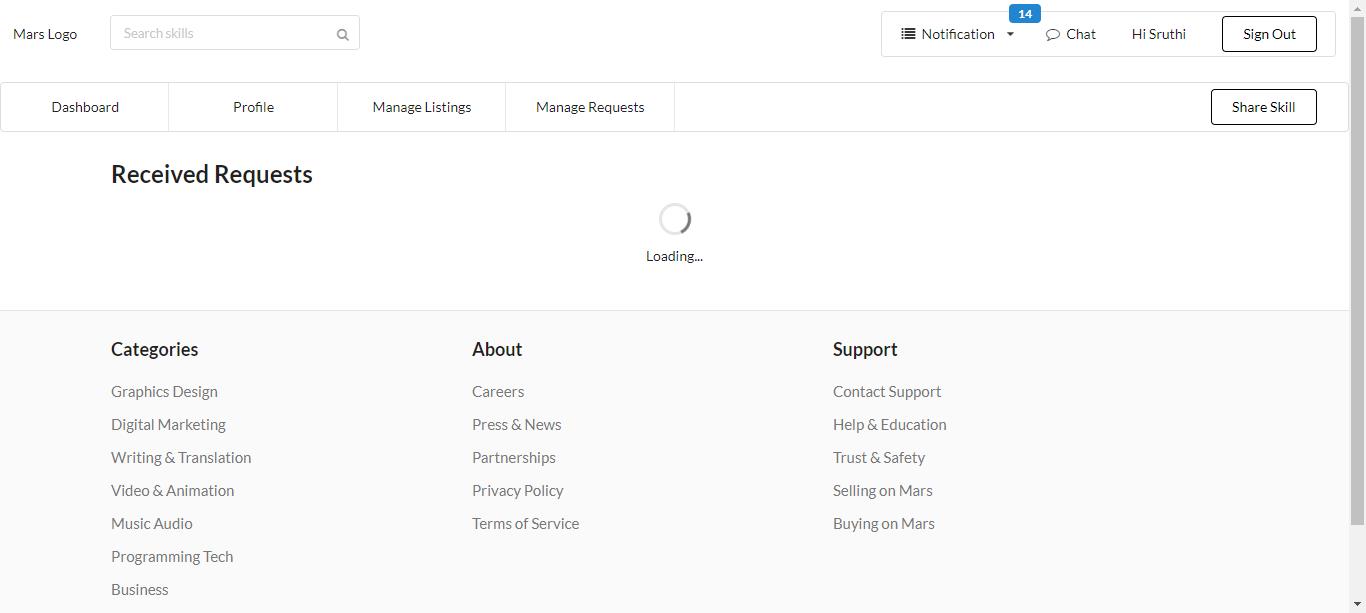 14
Mars Logo
Search skills
Notification
Chat
Hi Sruthi
Sign Out
Dashboard
Profile
Manage Listings
Manage Requests
Share Skill
Received Requests
Loading...
Categories
Graphics Design
Digital Marketing
Writing & Translation
Video & Animation
Music Audio
Programming Tech
Business
About
Careers
Press & News
Partnerships
Privacy Policy
Terms of Service
Support
Contact Support
Help & Education
Trust & Safety
Selling on Mars
Buying on Mars